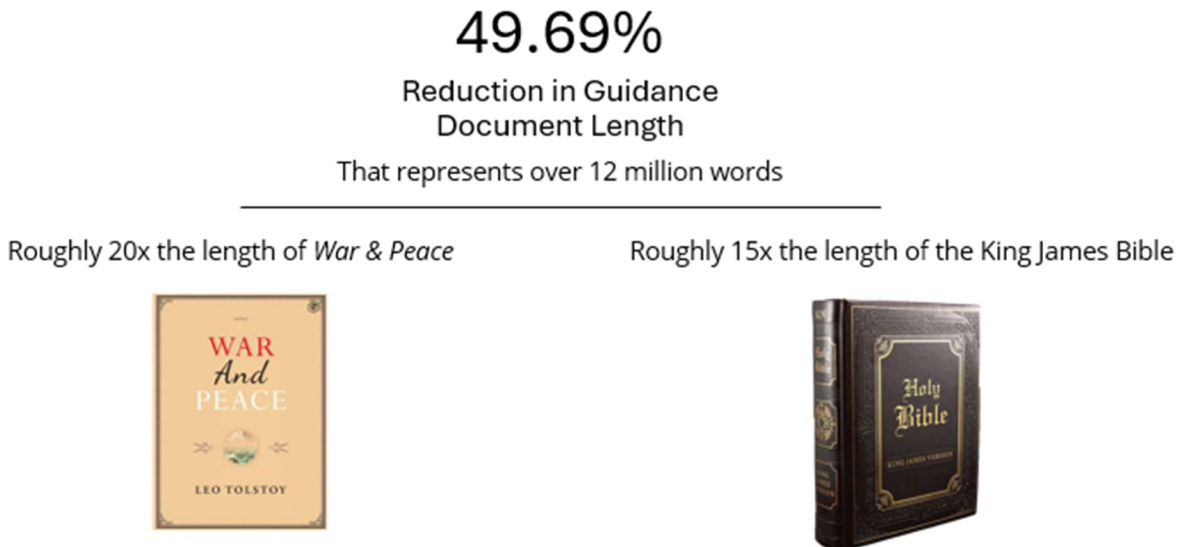 49.69%
Reduction in Guidance
Document Length
That represents over 12 million words
Roughly 20x the length of War & Peace
Roughly 15x the length of the King James Bible
WAR
And
PEACE
LEO TOLSTOY
Holy
Bible
KING JAMES VERSION